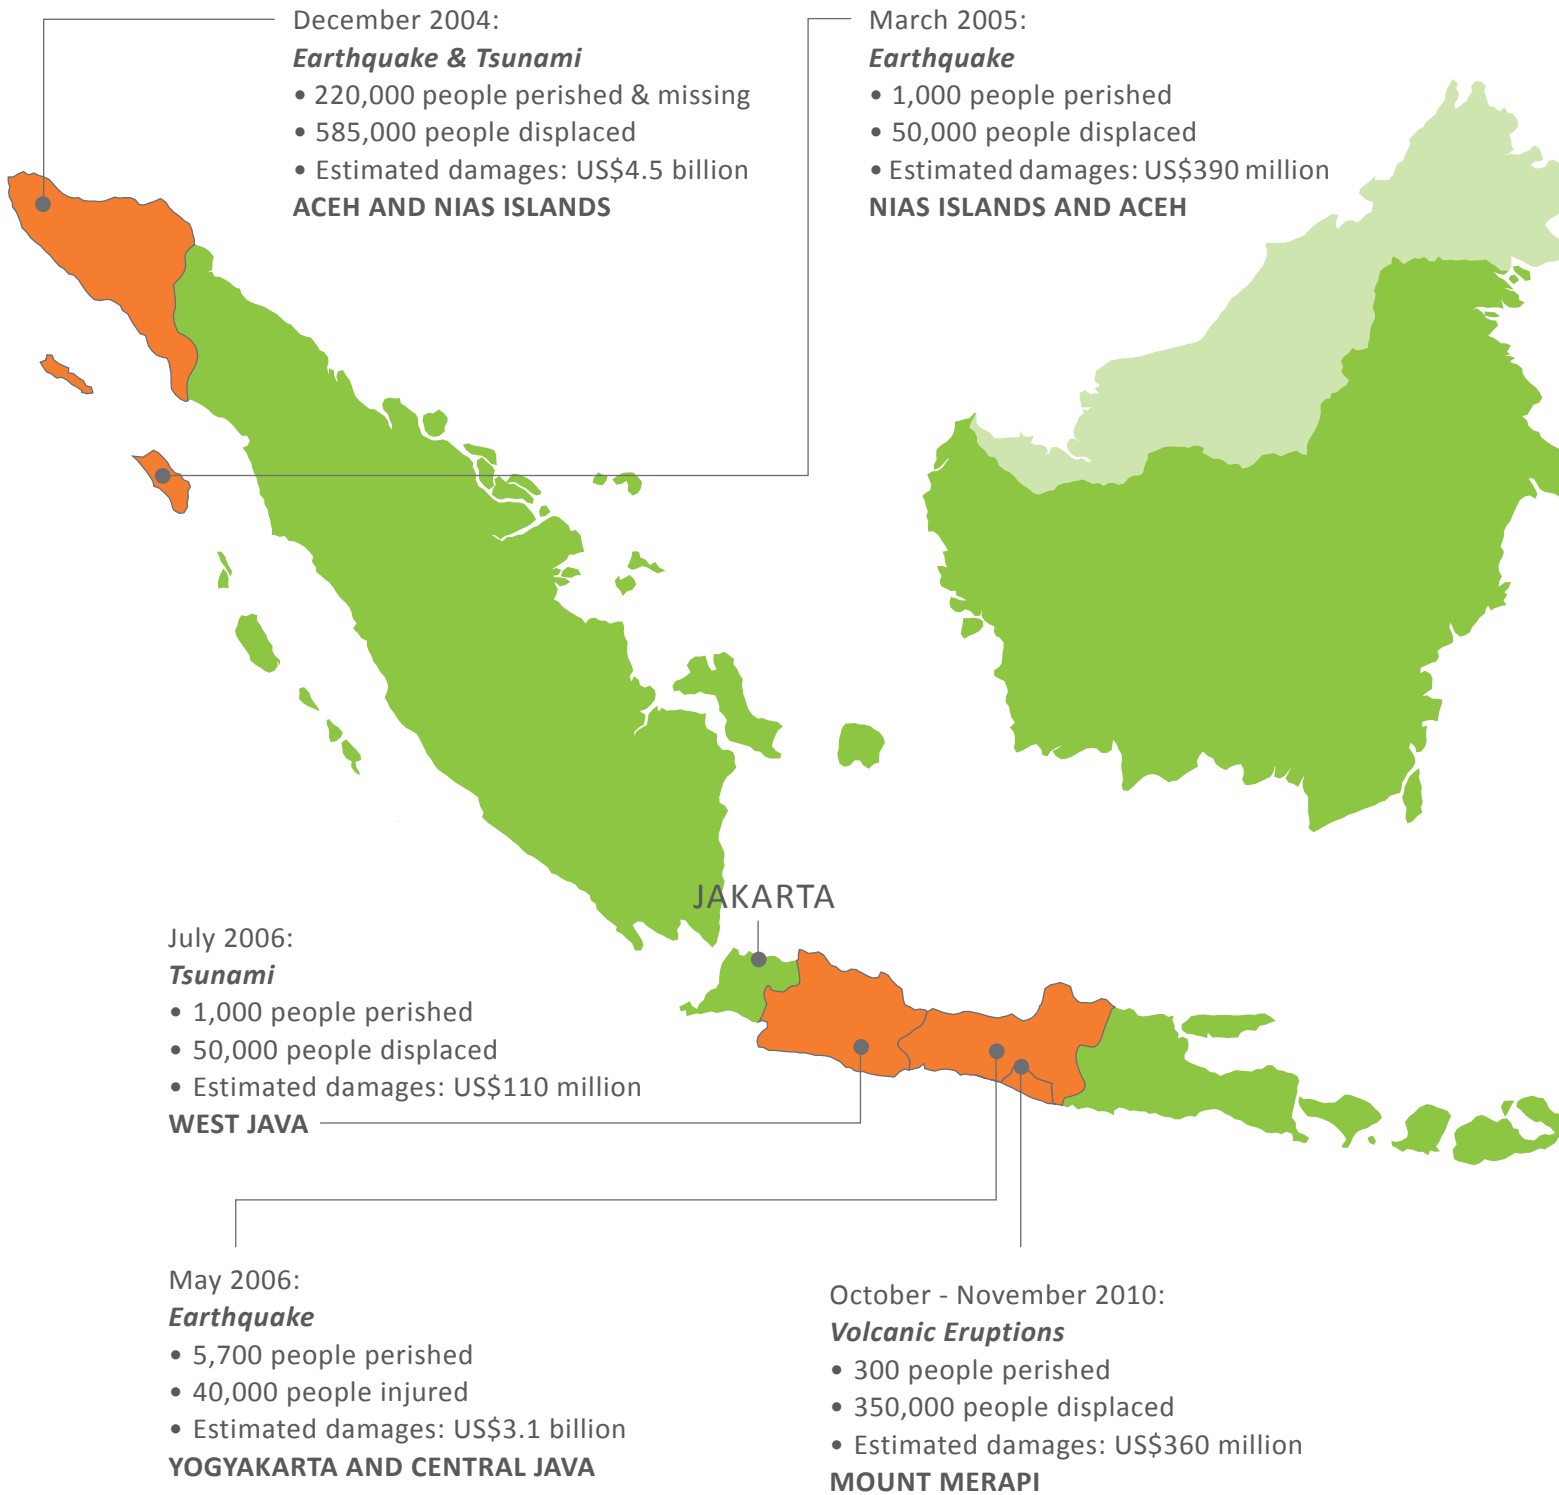 December 2004:
Earthquake & Tsunami
• 220,000 people perished & missing
• 585,000 people displaced
• Estimated damages: US$4.5 billion
ACEH AND NIAS ISLANDS
March 2005:
Earthquake
• 1,000 people perished
• 50,000 people displaced
• Estimated damages: US$390 million
NIAS ISLANDS AND ACEH
JAKARTA
July 2006:
Tsunami
• 1,000 people perished
• 50,000 people displaced
• Estimated damages: US$110 million
WEST JAVA
May 2006:
Earthquake
• 5,700 people perished
• 40,000 people injured
• Estimated damages: US$3.1 billion
YOGYAKARTA AND CENTRAL JAVA
October - November 2010:
Volcanic Eruptions
• 300 people perished
• 350,000 people displaced
• Estimated damages: US$360 million
MOUNT MERAPI